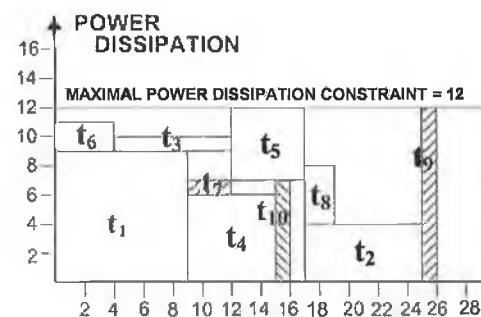 POWER
DISSIPATION
16
14
12
10
8
6
4
2
MAXIMAL POWER DISSIPATION CONSTRAINT = 12
t6
t3
t5
t9
t7
t8
t1
t10
t4
t2
2 4 6 8 10 12 14 16 18 20 22 24 26 28